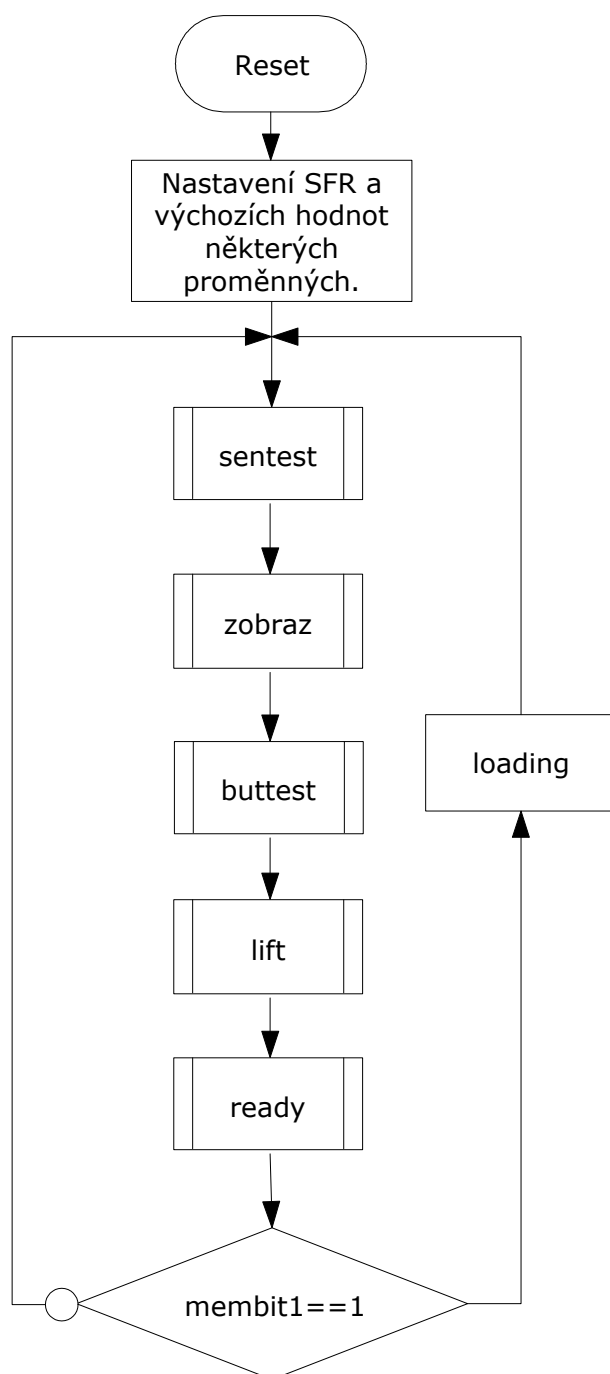 Reset
Nastavení SFR a
výchozích hodnot
některých
proměnných.
sentest
zobraz
buttest
loading
lift
ready
membit1==1